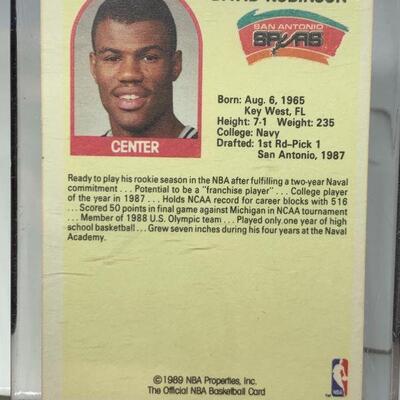 ROBINSON
SAN ANTONIO
SPURS
Born: Aug. 6, 1965
Key West, FL
Height: 7-1 Weight: 235
College: Navy
Drafted: 1st Rd–Pick 1
San Antonio, 1987
CENTER
Ready to play his rookie season in the NBA after fulfilling a two-year Naval
commitment . . . Potential to be a "franchise player" . . . College player
of the year in 1987 . . . Holds NCAA record for career blocks with 516
. . . Scored 50 points in final game against Michigan in NCAA tournament
. . . Member of 1988 U.S. Olympic team . . . Played only one year of high
school basketball . . . Grew seven inches during his four years at the Naval
Academy.
©1989 NBA Properties, Inc.
The Official NBA Basketball Card
NBA